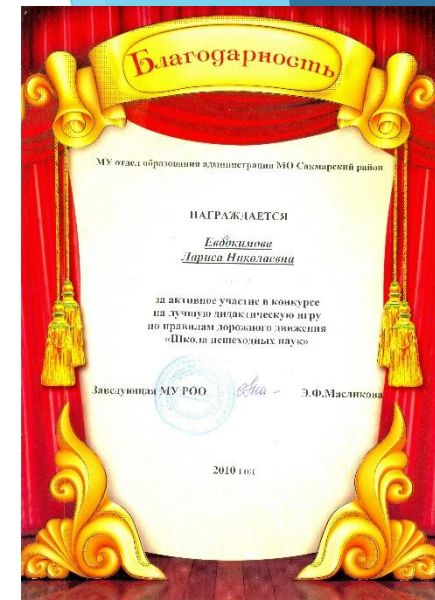 Благодарность
МУ отдел образования администрации МО Сакмарский район
НАГРАЖДАЕТСЯ
Евдокимова
Лариса Николаевна
за активное участие в конкурсе
на лучшую дидактическую игру
по правилам дорожного движения
«Школа пешеходных наук»
Заведующая МУ РОО Э.Ф.Масликова
2010 год